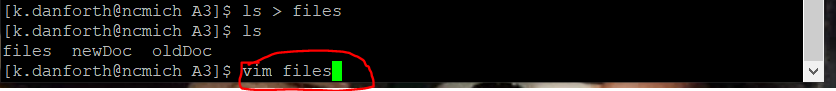 [k.danforth@ncmich A3]$ ls > files
[k.danforth@ncmich A3]$ ls
files  newDoc  oldDoc
[k.danforth@ncmich A3]$ vim files